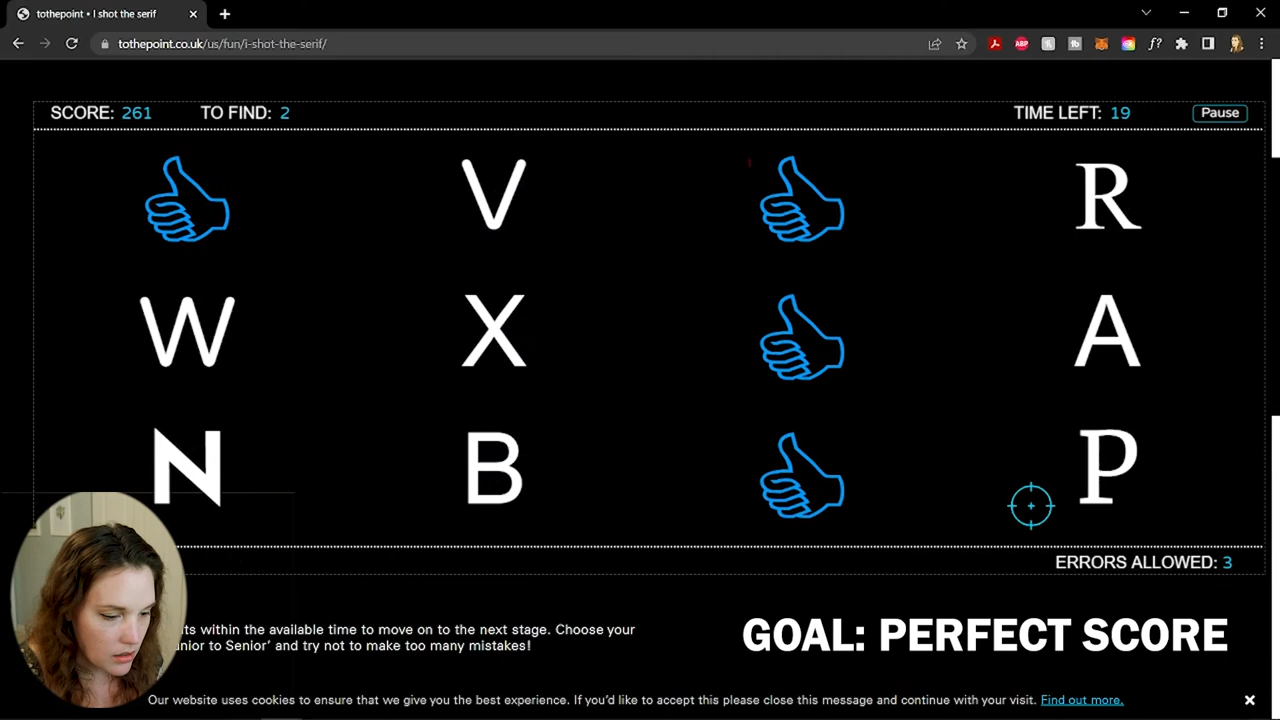 tothepoint • I shot the serif
tothepoint.co.uk/us/fun/i-shot-the-serif/
SCORE: 261 TO FIND: 2 TIME LEFT: 19 Pause
V R
W X A
N B P
ERRORS ALLOWED: 3
its within the available time to move on to the next stage. Choose your
unior to Senior' and try not to make too many mistakes!
GOAL: PERFECT SCORE
Our website uses cookies to ensure that we give you the best experience. If you'd like to accept this please close this message and continue with your visit. Find out more.